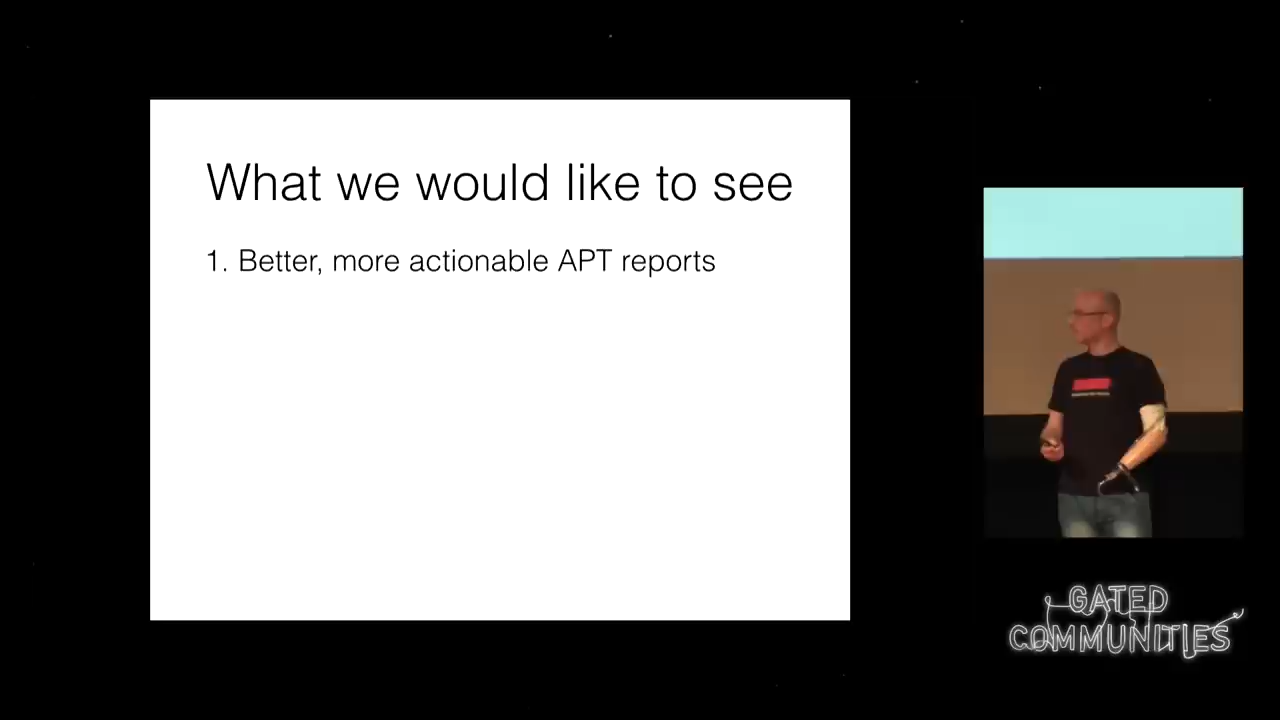 What we would like to see
1. Better, more actionable APT reports
GATED
COMMUNITIES